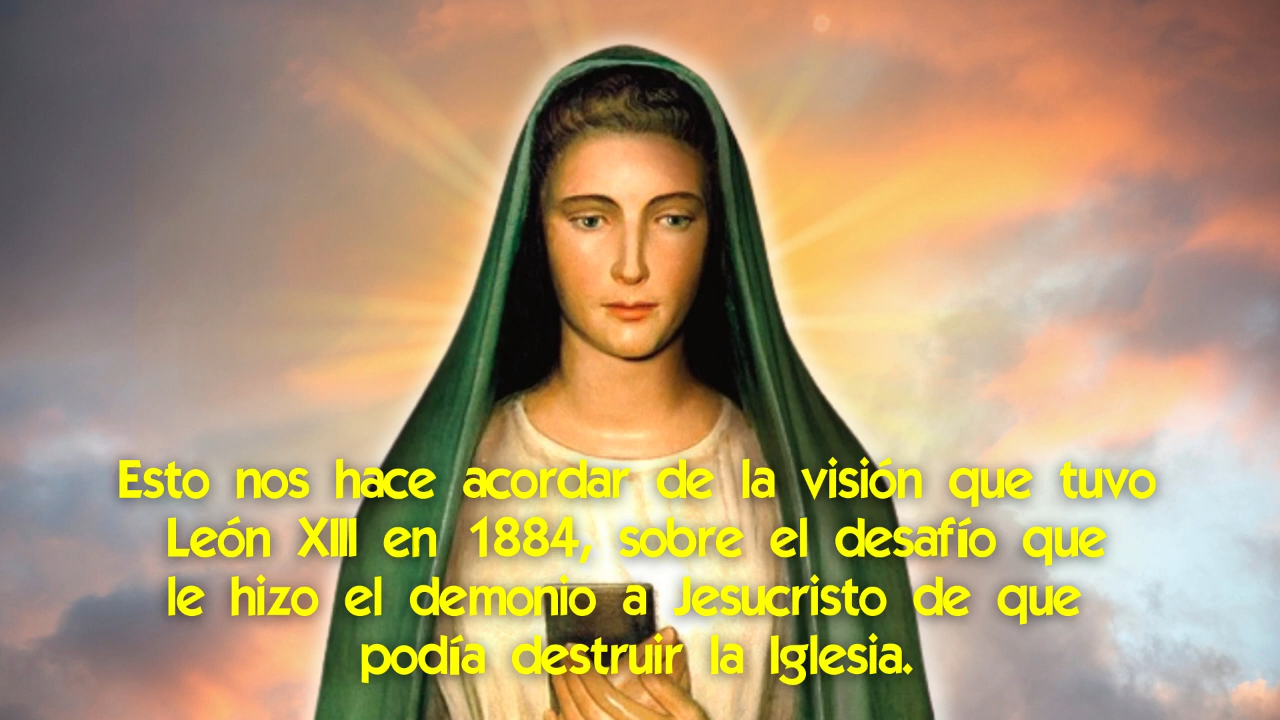 Esto nos hace acordar de la visión que tuvo
León XIII en 1884, sobre el desafío que
le hizo el demonio a Jesucristo de que
podía destruir la Iglesia.